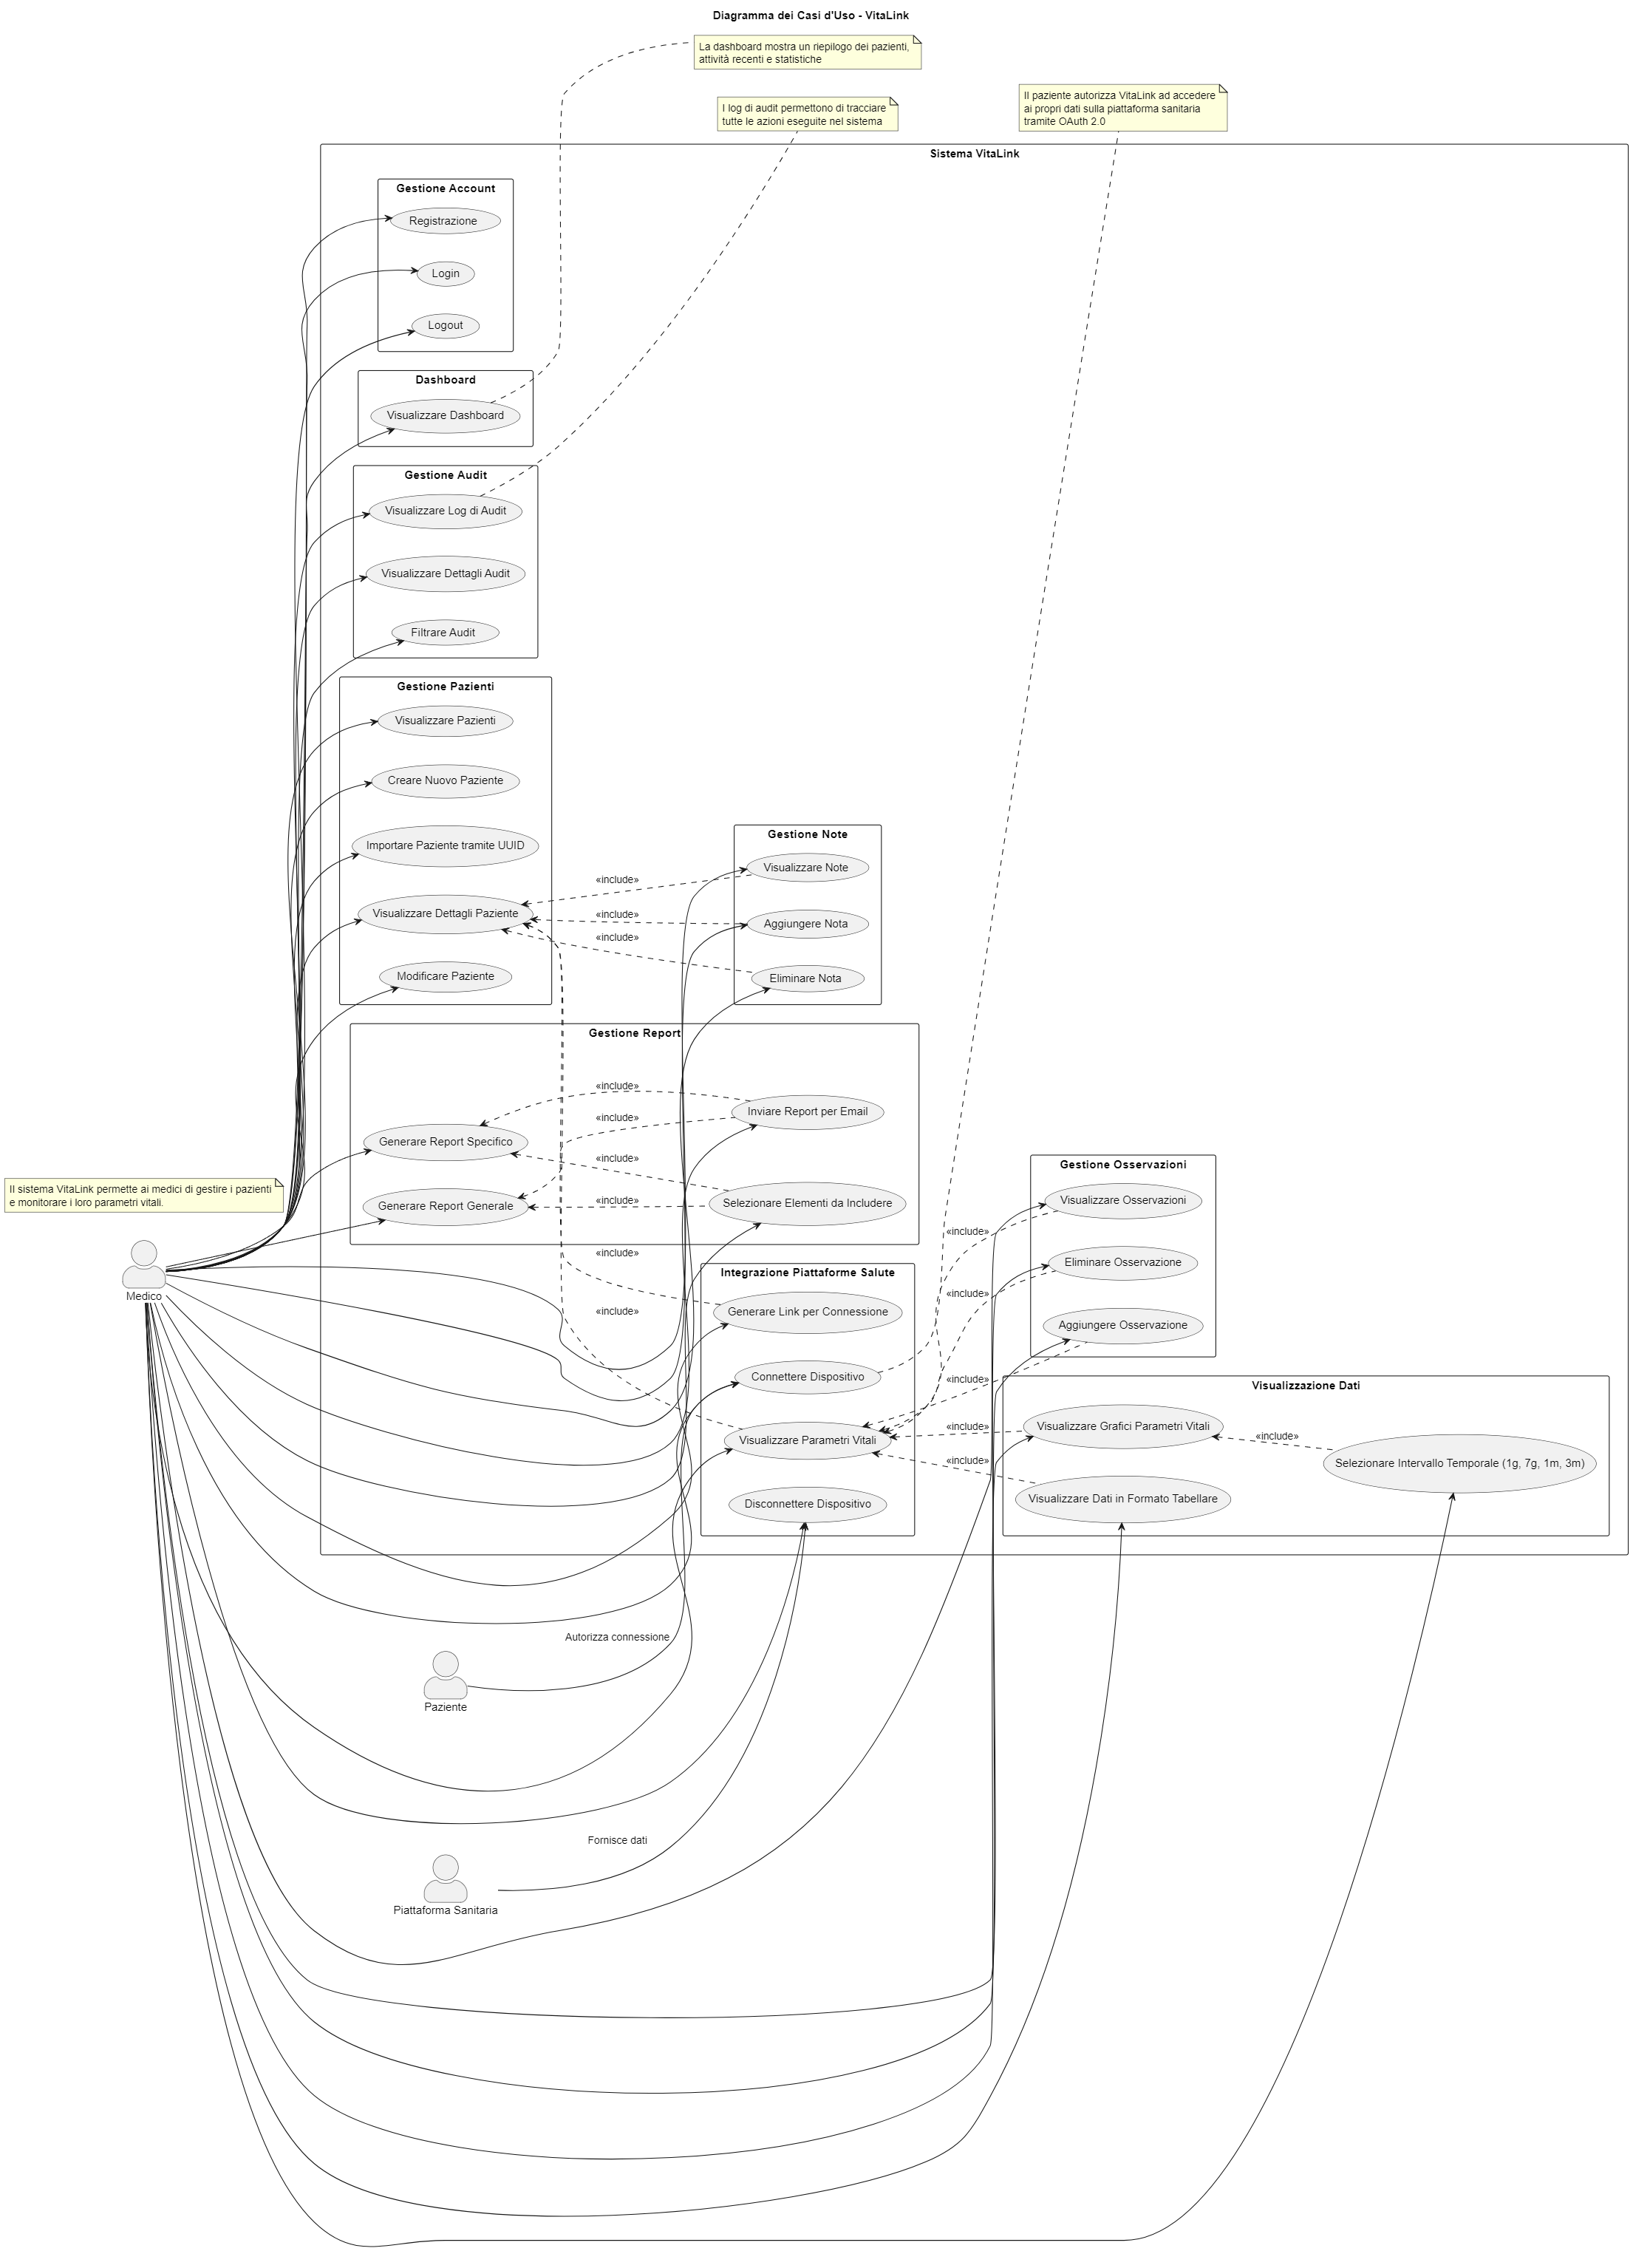 Diagramma dei Casi d'Uso - VitaLink
La dashboard mostra un riepilogo dei pazienti,
attività recenti e statistiche
I log di audit permettono di tracciare
tutte le azioni eseguite nel sistema
Il paziente autorizza VitaLink ad accedere
ai propri dati sulla piattaforma sanitaria
tramite OAuth 2.0
Sistema VitaLink
Gestione Account
Registrazione
Login
Logout
Dashboard
Visualizzare Dashboard
Gestione Audit
Visualizzare Log di Audit
Visualizzare Dettagli Audit
Filtrare Audit
Gestione Pazienti
Visualizzare Pazienti
Creare Nuovo Paziente
Importare Paziente tramite UUID
Visualizzare Dettagli Paziente
Modificare Paziente
Gestione Note
Visualizzare Note
Aggiungere Nota
Eliminare Nota
«include»
«include»
«include»
Gestione Report
Generare Report Specifico
Generare Report Generale
Inviare Report per Email
Selezionare Elementi da Includere
«include»
«include»
«include»
«include»
«include»
«include»
Integrazione Piattaforme Salute
Generare Link per Connessione
Connettere Dispositivo
Visualizzare Parametri Vitali
Disconnettere Dispositivo
Gestione Osservazioni
Visualizzare Osservazioni
Eliminare Osservazione
Aggiungere Osservazione
«include»
«include»
«include»
«include»
«include»
Visualizzazione Dati
Visualizzare Grafici Parametri Vitali
Visualizzare Dati in Formato Tabellare
«include»
Selezionare Intervallo Temporale (1g, 7g, 1m, 3m)
Il sistema VitaLink permette ai medici di gestire i pazienti
e monitorare i loro parametri vitali.
Medico
Autorizza connessione
Paziente
Fornisce dati
Piattaforma Sanitaria